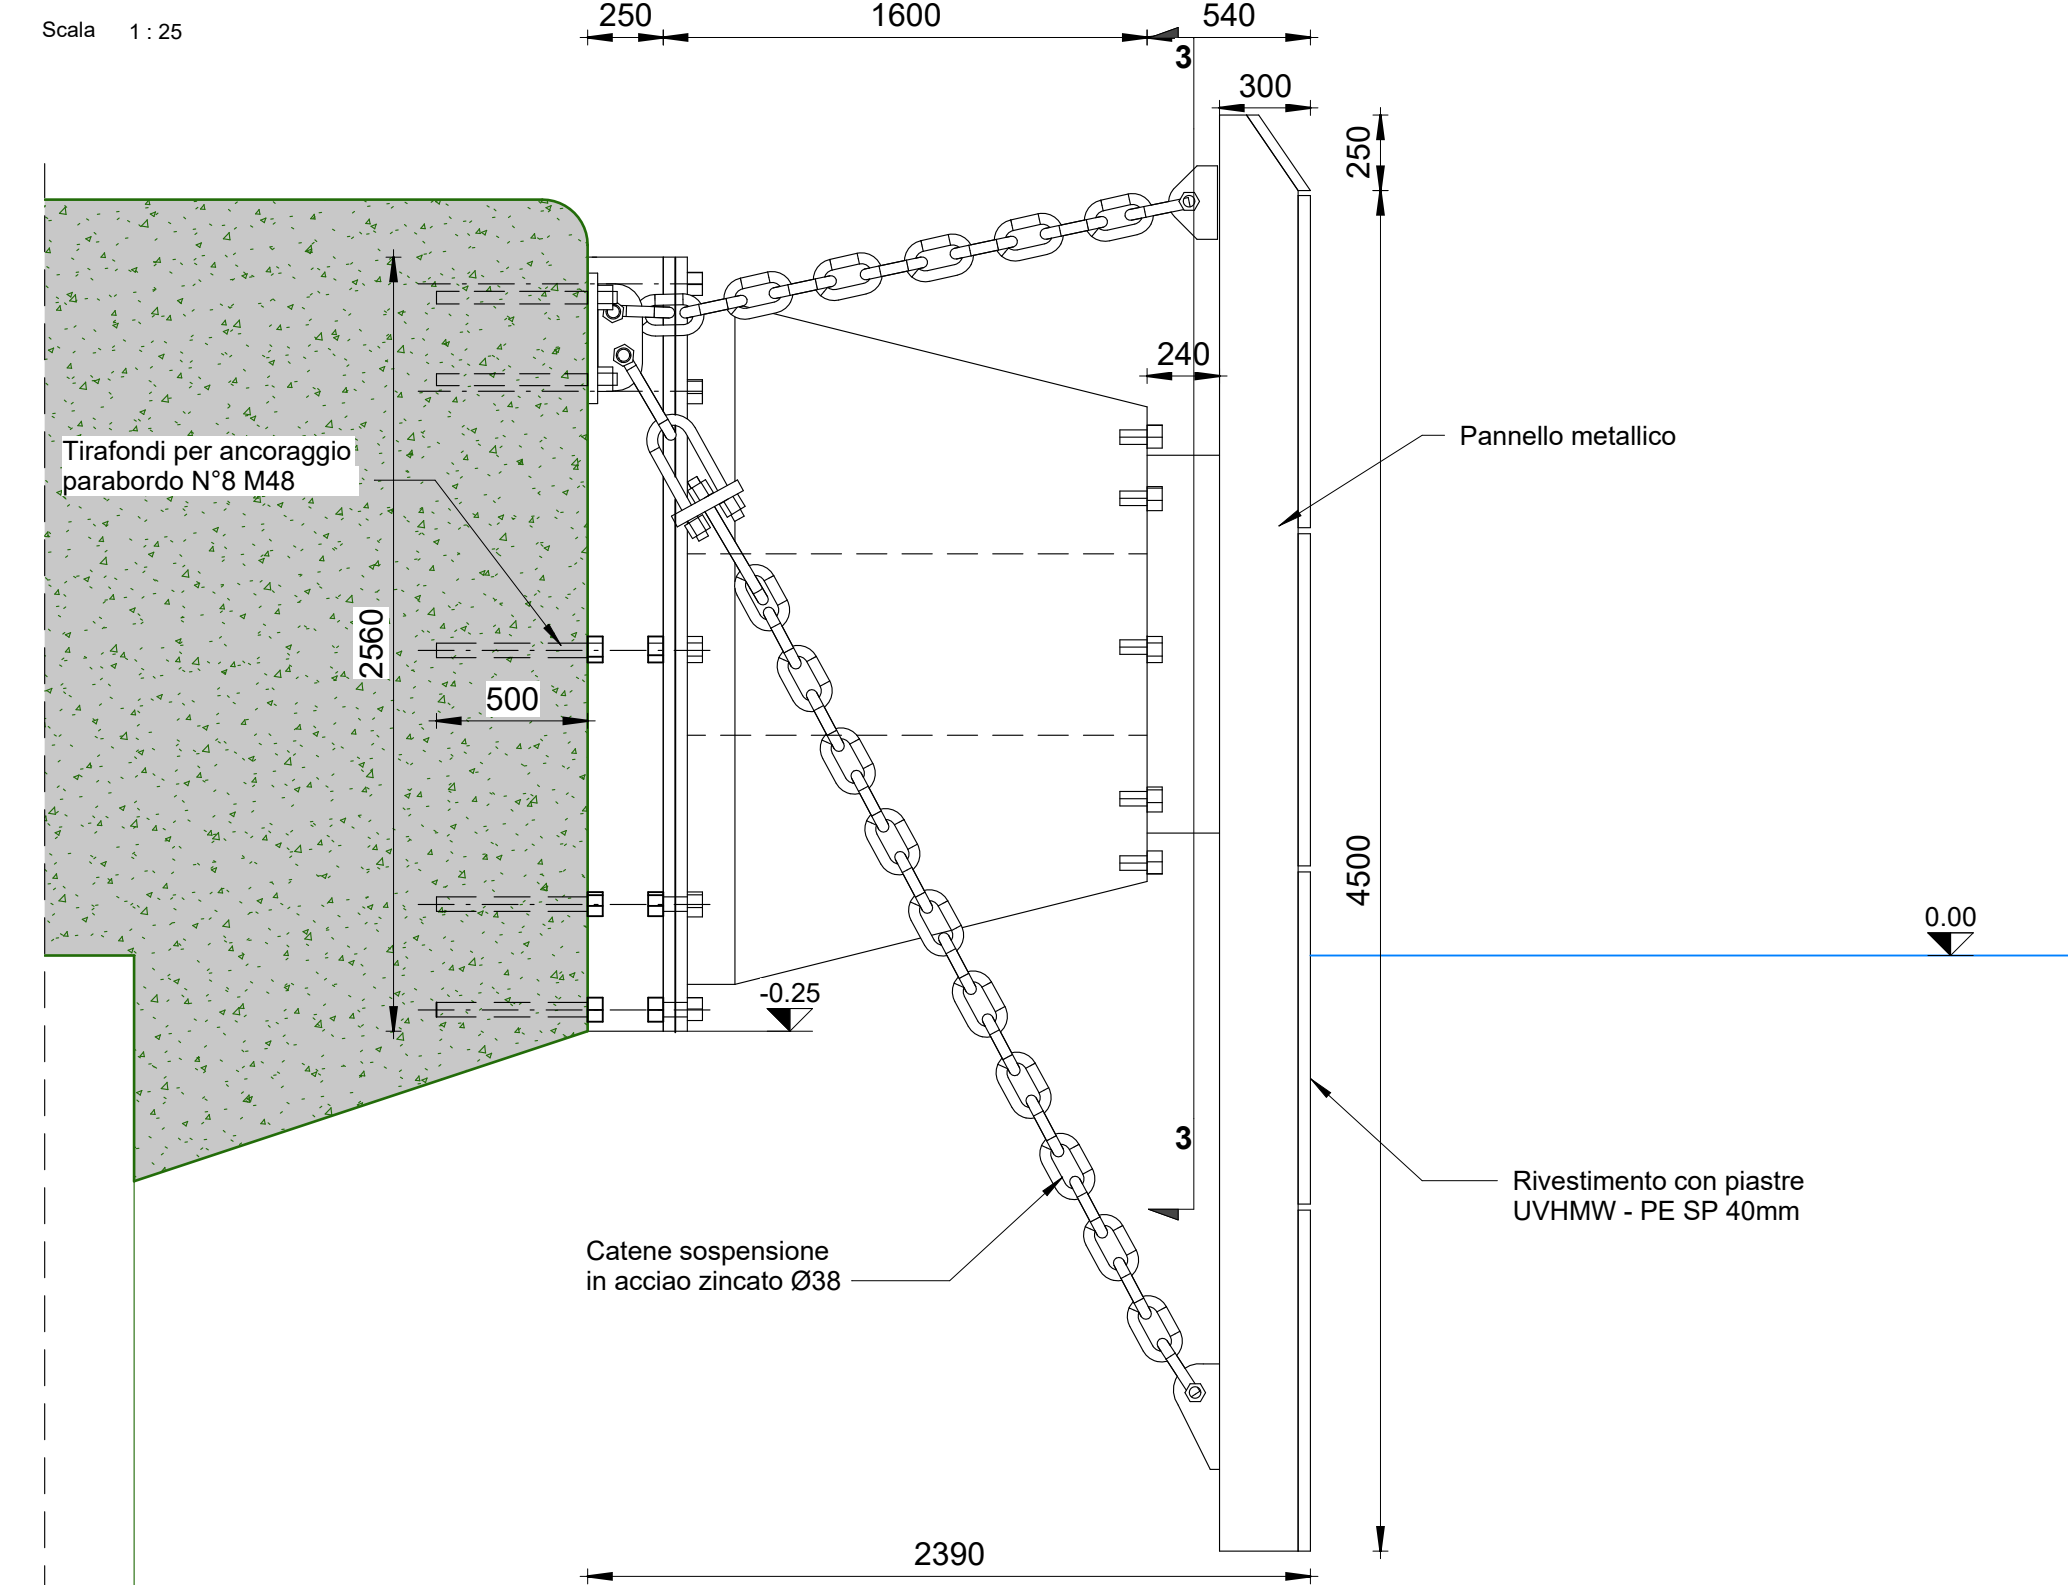 Scala 1 : 25
250
1600
540
3
300
250
240
Pannello metallico
Tirafondi per ancoraggio
parabordo N°8 M48
2560
500
4500
0.00
-0.25
3
Rivestimento con piastre
UVHMW - PE SP 40mm
Catene sospensione
in acciao zincato Ø38
2390